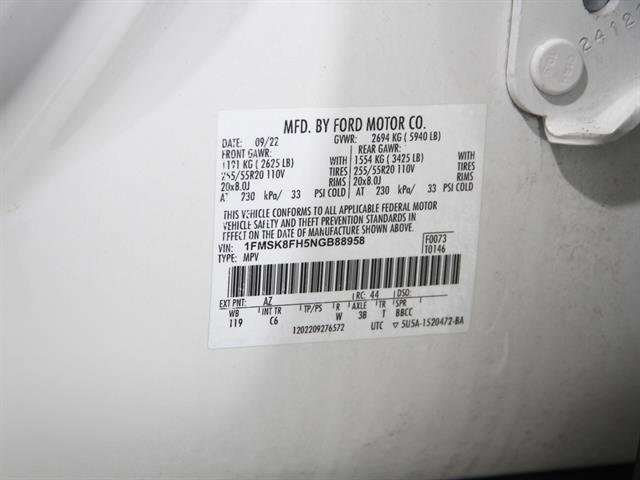 2412
MFD. BY FORD MOTOR CO.
DATE: 09/22 GVWR: 2694 KG ( 5940 LB)
FRONT GAWR: REAR GAWR:
1191 KG ( 2625 LB) WITH 1554 KG ( 3425 LB) WITH
255/55R20 110V TIRES 255/55R20 110V TIRES
20x8.0J RIMS 20x8.0J RIMS
AT 230 kPa/ 33 PSI COLD AT 230 kPa/ 33 PSI COLD
THIS VEHICLE CONFORMS TO ALL APPLICABLE FEDERAL MOTOR
VEHICLE SAFETY AND THEFT PREVENTION STANDARDS IN
EFFECT ON THE DATE OF MANUFACTURE SHOWN ABOVE.
VIN: 1FMSK8FH5NGB88958 F0073
TYPE: MPV T0146
EXT PNT: AZ RC: 44 DSO:
WB INT TR TP/PS R AXLE TR SPR
119 C6 W 3B T BBCC
1202209276572 UTC ▽ 5U5A-1520472-BA